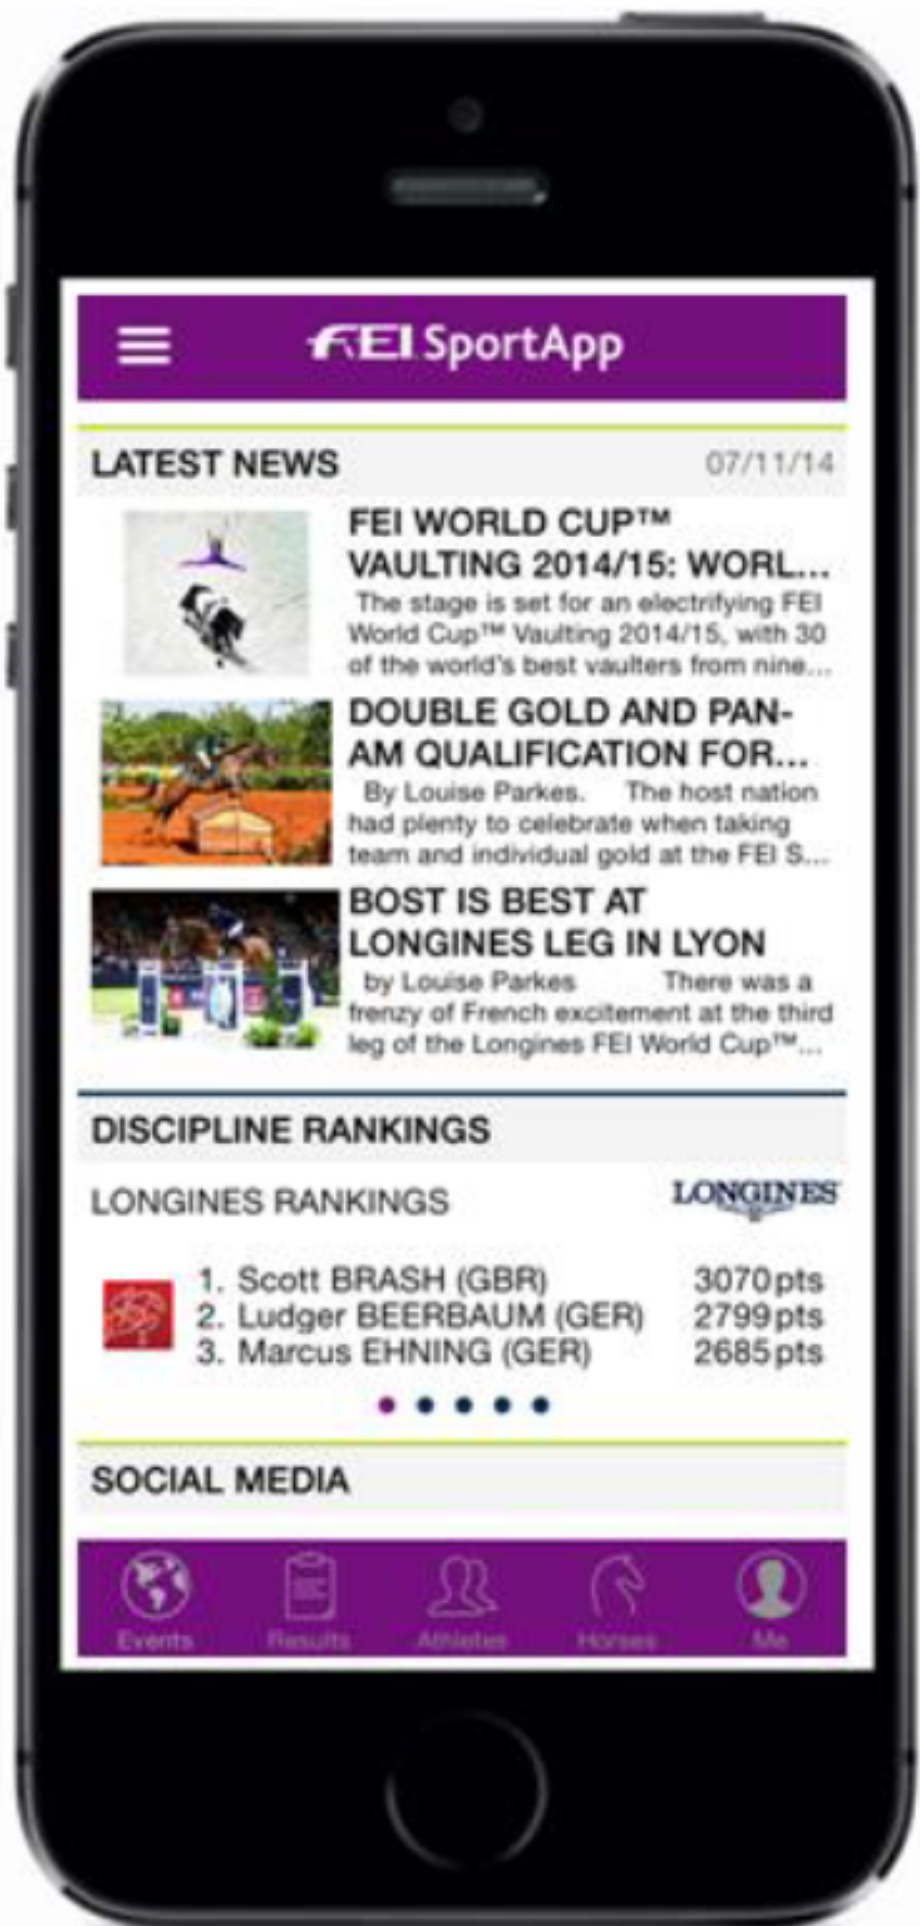 FEI SportApp
LATEST NEWS 07/11/14
FEI WORLD CUP™
VAULTING 2014/15: WORL...
The stage is set for an electrifying FEI
World Cup™ Vaulting 2014/15, with 30
of the world's best vaulters from nine...
DOUBLE GOLD AND PAN-
AM QUALIFICATION FOR...
By Louise Parkes. The host nation
had plenty to celebrate when taking
team and individual gold at the FEI S...
BOST IS BEST AT
LONGINES LEG IN LYON
by Louise Parkes There was a
frenzy of French excitement at the third
leg of the Longines FEI World Cup™...
DISCIPLINE RANKINGS
LONGINES RANKINGS LONGINES
1. Scott BRASH (GBR) 3070pts
2. Ludger BEERBAUM (GER) 2799pts
3. Marcus EHNING (GER) 2685pts
SOCIAL MEDIA
Events Results Athletes Horses Me